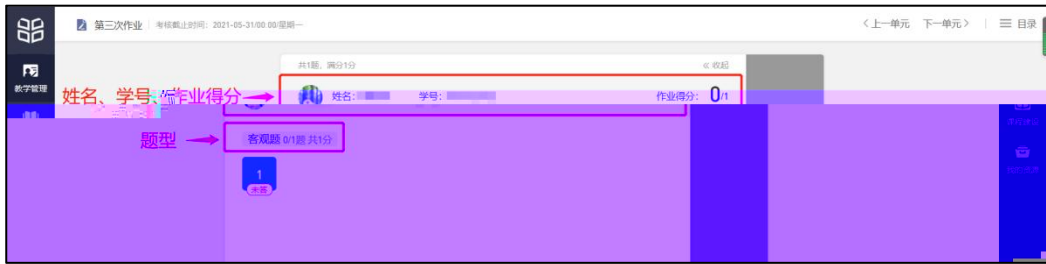 第三次作业 考核截止时间: 2021-05-31/00:00/星期一 <上一单元 下一单元> 目录
共1题, 满分1分 收起
教学管理
姓名、学号、作业得分 姓名: 学号: 作业得分: 0/1
题型 客观题 0/1题 共1分
1
未答